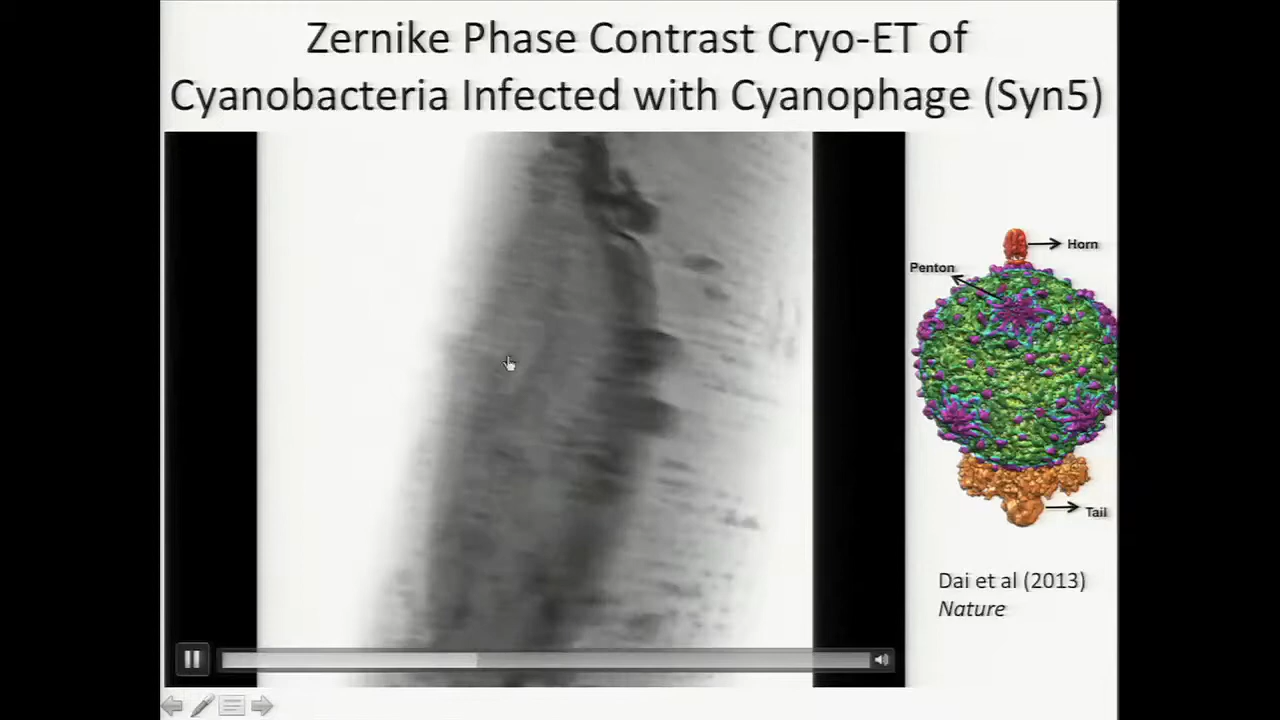 Zernike Phase Contrast Cryo-ET of
Cyanobacteria Infected with Cyanophage (Syn5)
Horn
Penton
Tail
Dai et al (2013)
Nature